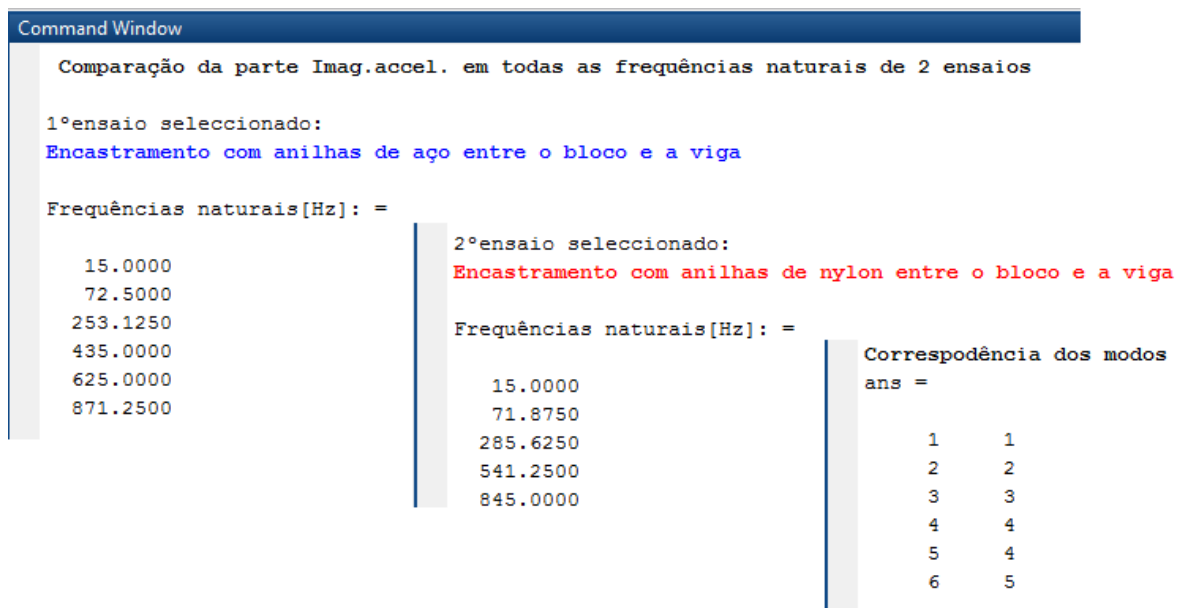 Command Window
Comparação da parte Imag.accel. em todas as frequências naturais de 2 ensaios
1ºensaio seleccionado:
Encastramento com anilhas de aço entre o bloco e a viga
Frequências naturais[Hz]: =
15.0000
72.5000
253.1250
435.0000
625.0000
871.2500
2ºensaio seleccionado:
Encastramento com anilhas de nylon entre o bloco e a viga
Frequências naturais[Hz]: =
15.0000
71.8750
285.6250
541.2500
845.0000
Correspodência dos modos
ans =
1 1
2 2
3 3
4 4
5 4
6 5